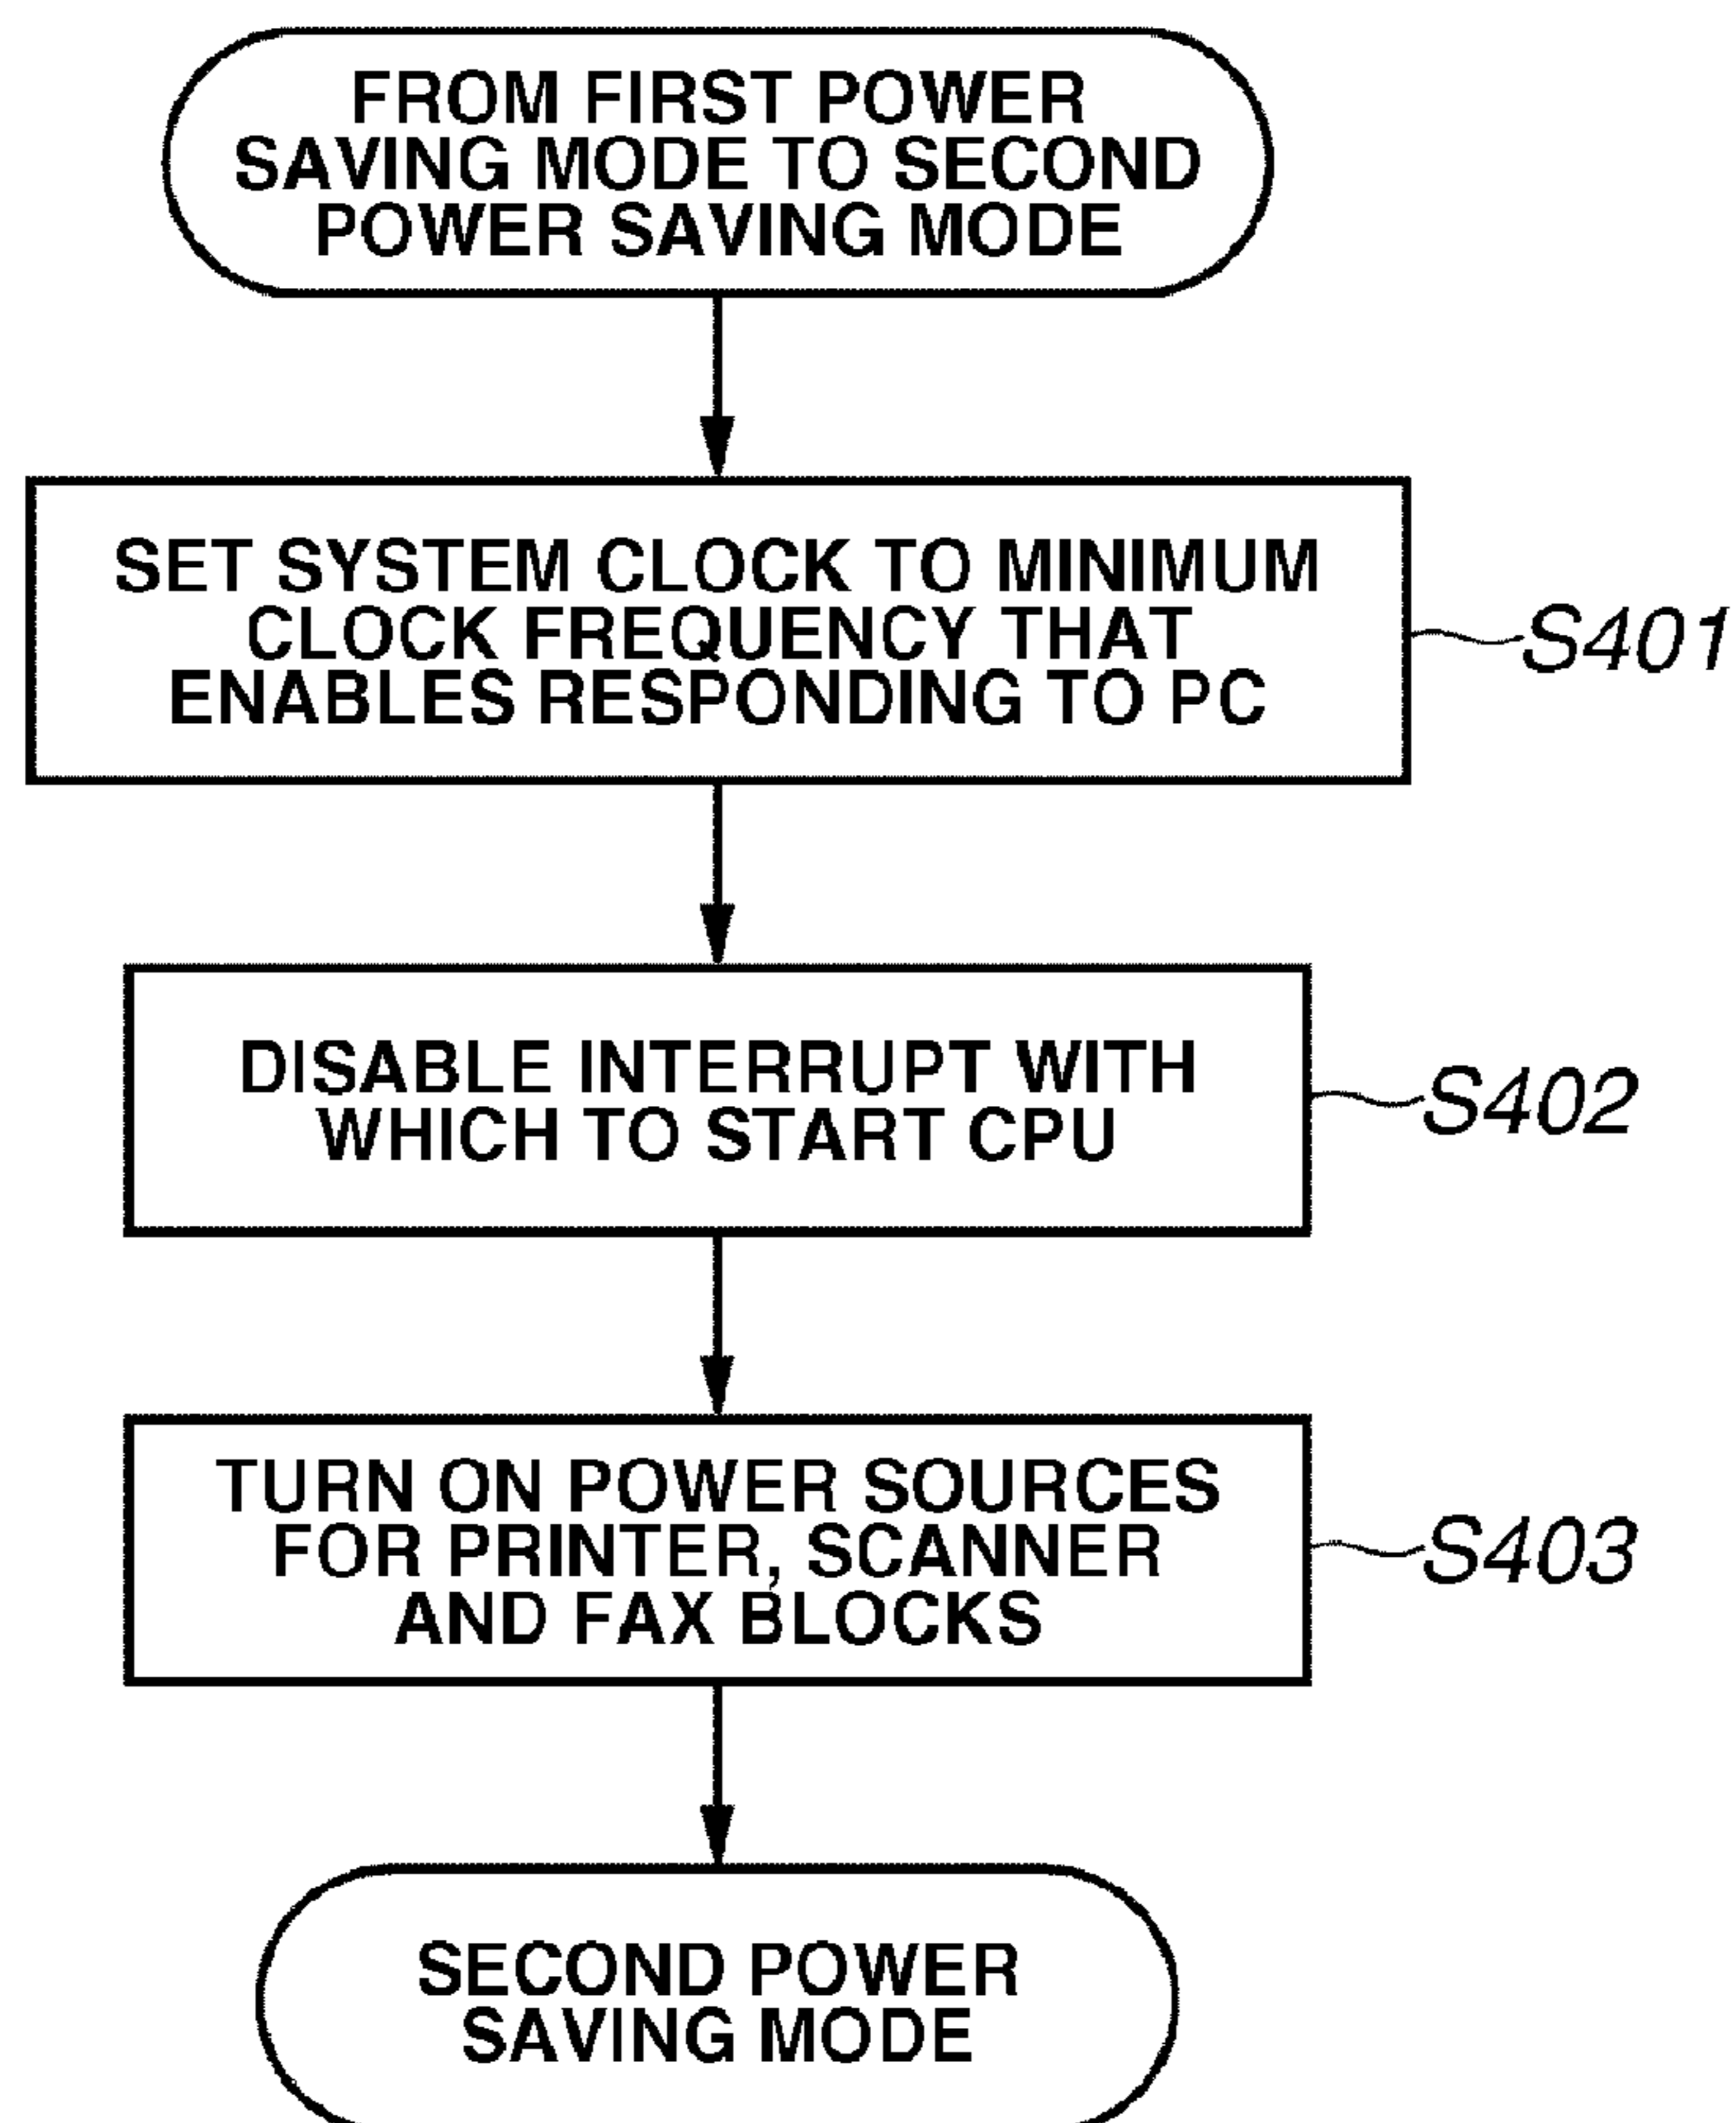 FROM FIRST POWER
SAVING MODE TO SECOND
POWER SAVING MODE
SET SYSTEM CLOCK TO MINIMUM
CLOCK FREQUENCY THAT
ENABLES RESPONDING TO PC
S401
DISABLE INTERRUPT WITH
WHICH TO START CPU
S402
TURN ON POWER SOURCES
FOR PRINTER, SCANNER
AND FAX BLOCKS
S403
SECOND POWER
SAVING MODE